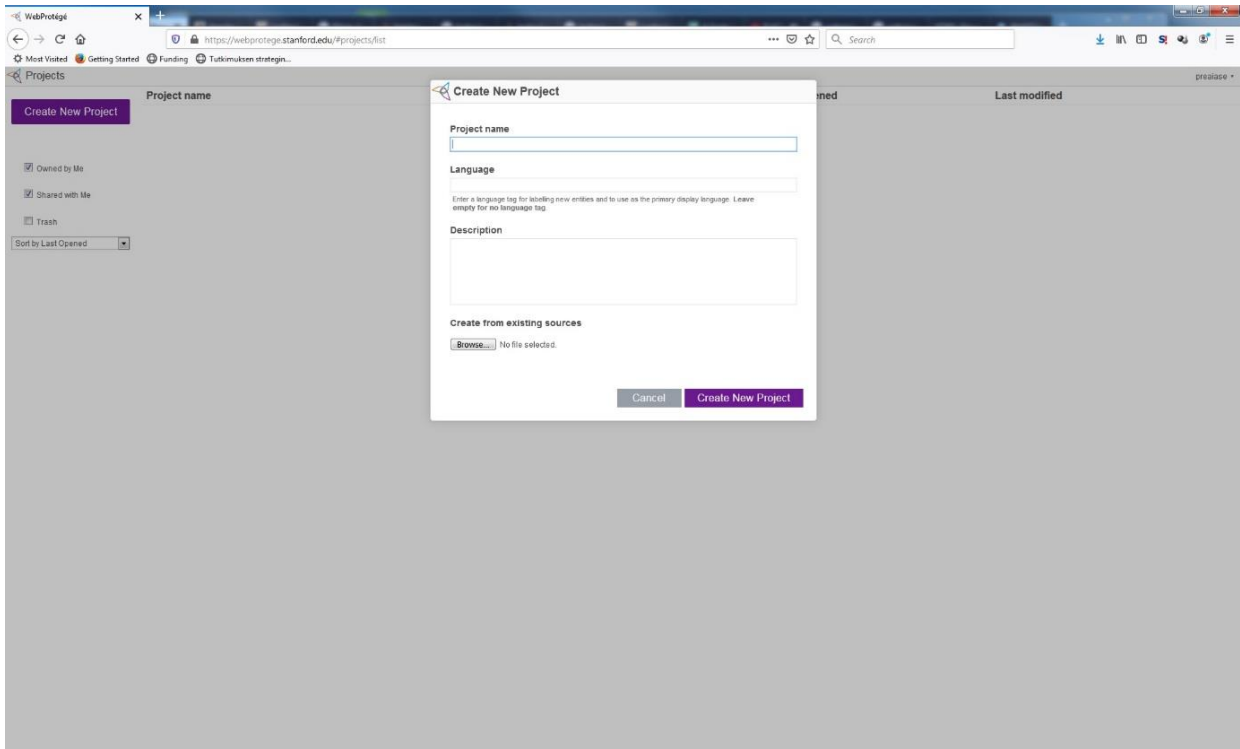 WebProtégé
https://webprotege.stanford.edu/#projects/list
Search
Most Visited Getting Started Funding Tutkimuksen strategin...
Projects
Create New Project
Project name
ened
Last modified
Owned by Me
Shared with Me
Trash
Sort by Last Opened
Create New Project
Project name
Language
Enter a language tag for labeling new entities and to use as the primary display language. Leave
empty for no language tag.
Description
Create from existing sources
Browse... No file selected.
Cancel Create New Project